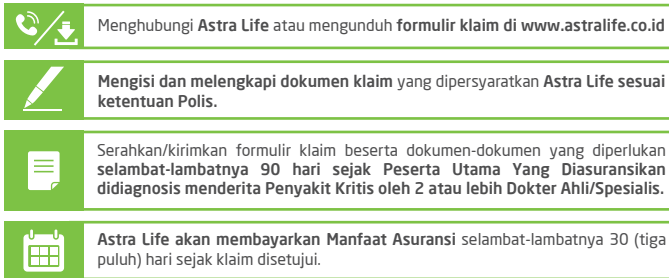 Menghubungi Astra Life atau mengunduh formulir klaim di www.astralife.co.id
Mengisi dan melengkapi dokumen klaim yang dipersyaratkan Astra Life sesuai
ketentuan Polis.
Serahkan/kirimkan formulir klaim beserta dokumen-dokumen yang diperlukan
selambat-lambatnya 90 hari sejak Peserta Utama Yang Diasuransikan
didiagnosis menderita Penyakit Kritis oleh 2 atau lebih Dokter Ahli/Spesialis.
Astra Life akan membayarkan Manfaat Asuransi selambat-lambatnya 30 (tiga
puluh) hari sejak klaim disetujui.